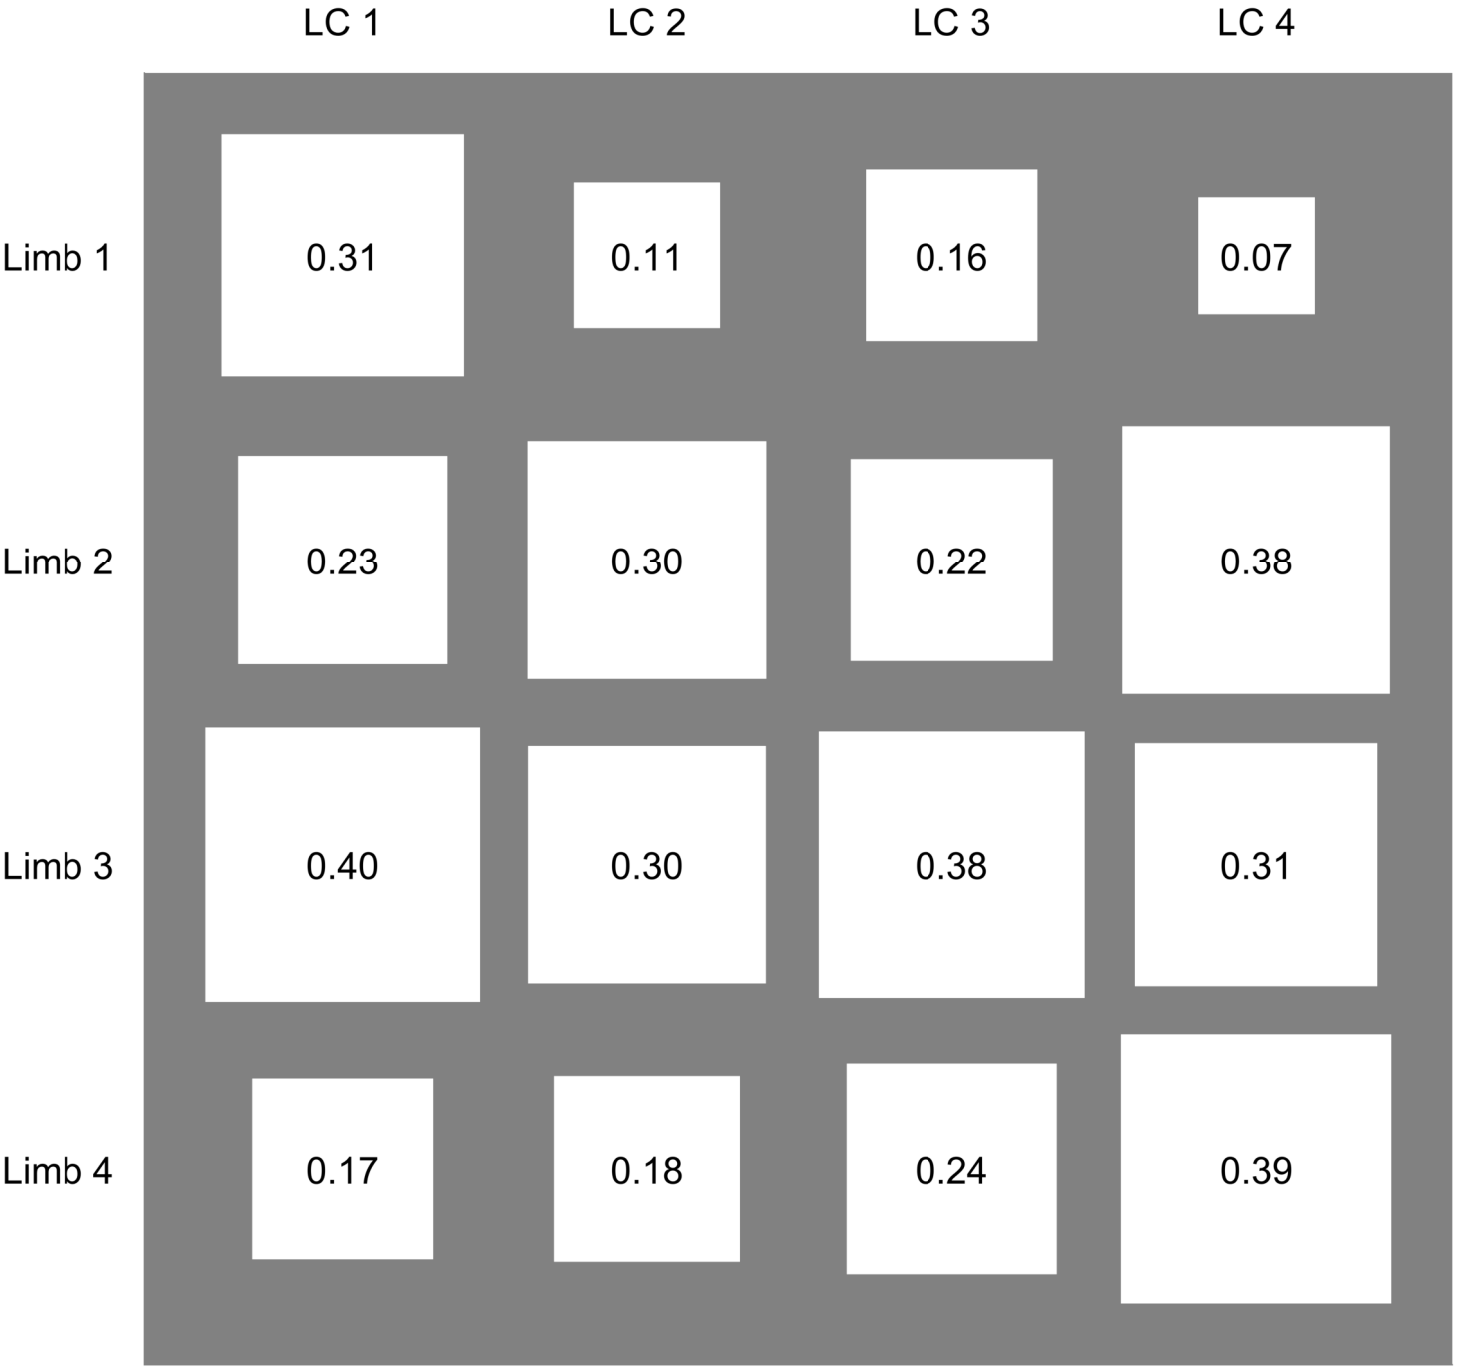 LC 1 LC 2 LC 3 LC 4
Limb 1 0.31 0.11 0.16 0.07
Limb 2 0.23 0.30 0.22 0.38
Limb 3 0.40 0.30 0.38 0.31
Limb 4 0.17 0.18 0.24 0.39